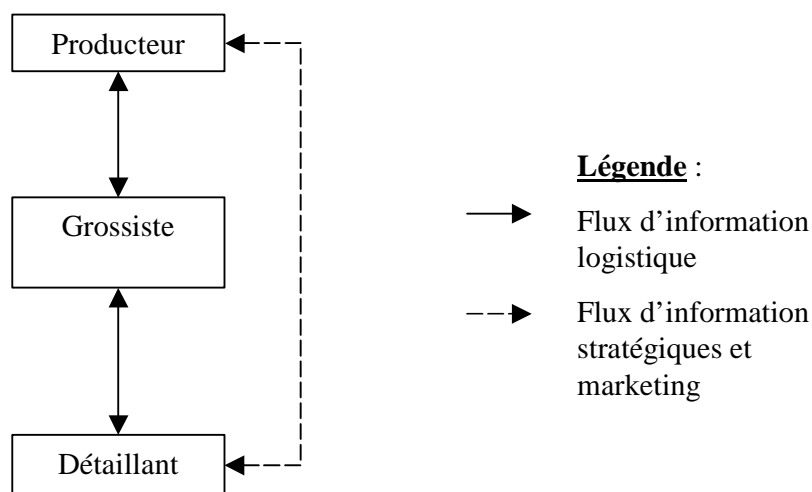 Producteur
Grossiste
Détaillant
Légende :
Flux d’information
logistique
Flux d’information
stratégiques et
marketing